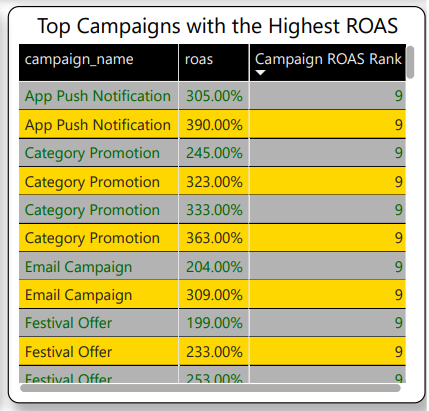 Top Campaigns with the Highest ROAS
campaign_name roas Campaign ROAS Rank
App Push Notification 305.00% 9
App Push Notification 390.00% 9
Category Promotion 245.00% 9
Category Promotion 323.00% 9
Category Promotion 333.00% 9
Category Promotion 363.00% 9
Email Campaign 204.00% 9
Email Campaign 309.00% 9
Festival Offer 199.00% 9
Festival Offer 233.00% 9
Festival Offer 253.00% 9